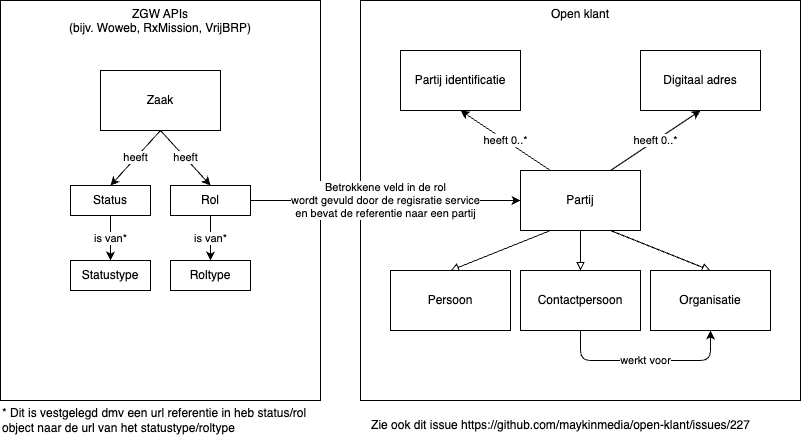 ZGW APIs
(bijv. Woweb, RxMission, VrijBRP)
Zaak
heeft
heeft
Status
Rol
is van*
is van*
Statustype
Roltype
* Dit is vestgelegd dmv een url referentie in heb status/rol
object naar de url van het statustype/roltype
Betrokkene veld in de rol
wordt gevuld door de regisratie service
en bevat de referentie naar een partij
Open klant
Partij identificatie
Digitaal adres
heeft 0..*
heeft 0..*
Partij
Persoon
Contactpersoon
Organisatie
werkt voor
Zie ook dit issue https://github.com/maykinmedia/open-klant/issues/227